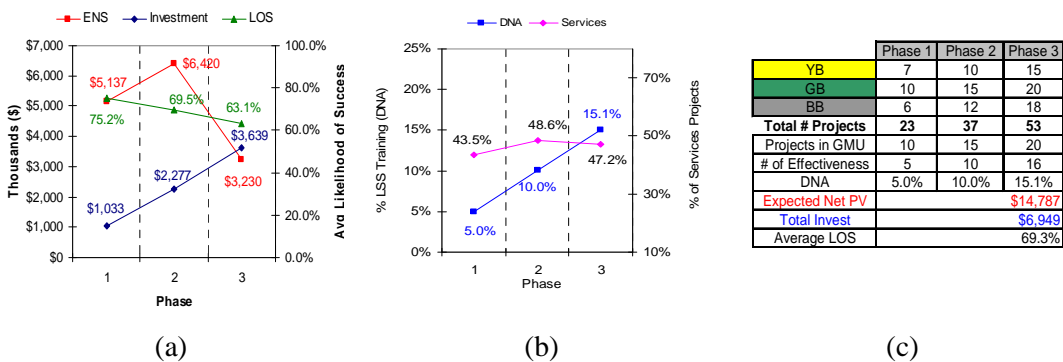 ENS Investment LOS
$7,000
$6,000
$5,000
$4,000
$3,000
$2,000
$1,000
$0
Thousands ($)
100.0%
80.0%
60.0%
40.0%
20.0%
0.0%
Avg Likelihood of Success
$5,137
$6,420
75.2%
69.5%
63.1%
$3,639
$2,277
$3,230
$1,033
1 2 3
Phase
(a)
DNA Services
25%
20%
15%
10%
5%
0%
% LSS Training (DNA)
70%
50%
30%
10%
% of Services Projects
15.1%
43.5%
48.6%
47.2%
10.0%
5.0%
1 2 3
Phase
(b)
Phase 1 Phase 2 Phase 3
YB 7 10 15
GB 10 15 20
BB 6 12 18
Total # Projects 23 37 53
Projects in GMU 10 15 20
# of Effectiveness 5 10 16
DNA 5.0% 10.0% 15.1%
Expected Net PV $14,787
Total Invest $6,949
Average LOS 69.3%
(c)